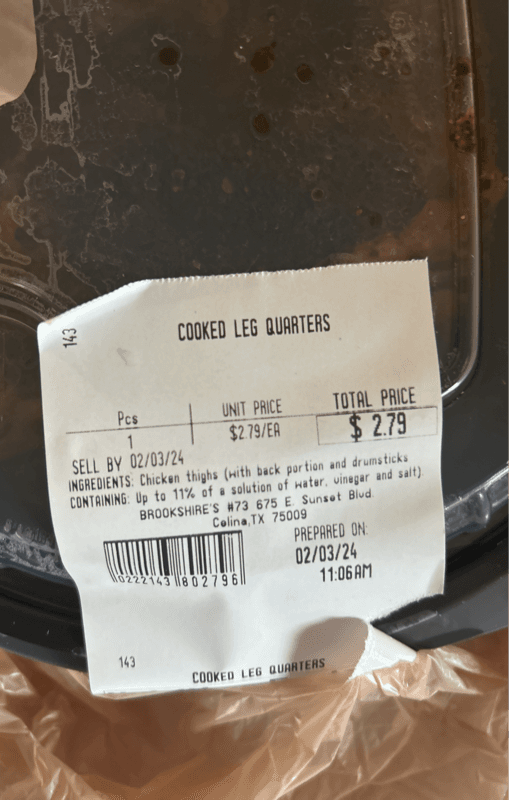 143
COOKED LEG QUARTERS
Pcs UNIT PRICE TOTAL PRICE
1 $2.79/EA $ 2.79
SELL BY 02/03/24
INGREDIENTS: Chicken thighs (with back portion and drumsticks
CONTAINING: Up to 11% of a solution of water, vinegar and salt).
BROOKSHIRE'S #73 675 E. Sunset Blvd.
Celina,TX 75009
PREPARED ON:
02/03/24
11:06AM
0222143 802796
143
COOKED LEG QUARTERS